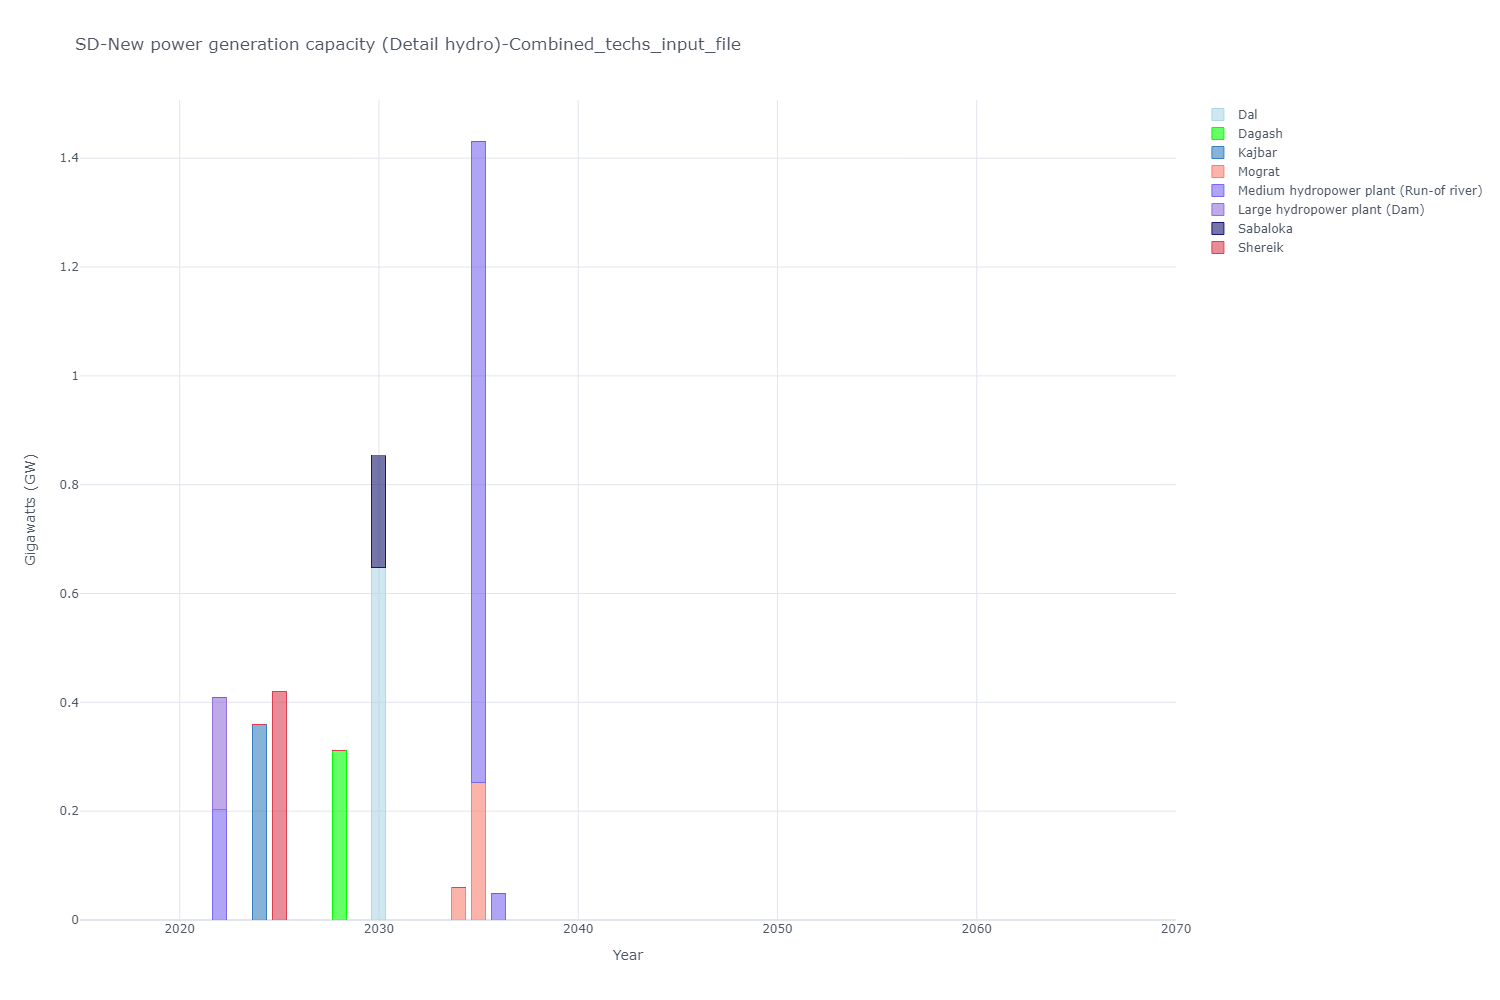 SD-New power generation capacity (Detail hydro)-Combined_techs_input_file
Dal
Dagash
Kajbar
Mograt
Medium hydropower plant (Run-of river)
Large hydropower plant (Dam)
Sabaloka
Shereik
Gigawatts (GW)
1.4
1.2
1
0.8
0.6
0.4
0.2
0
2020
2030
2040
2050
2060
2070
Year